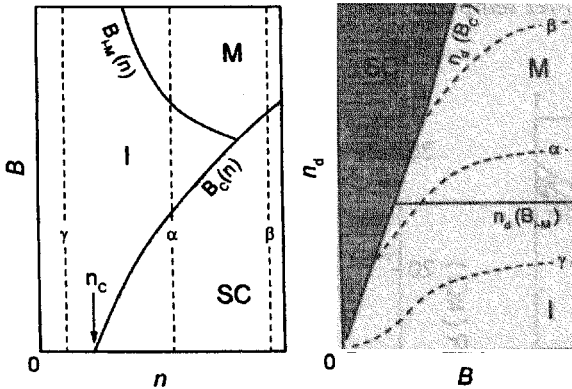 B
B_I-M(n)
M
I
B_c(n)
γ
α
β
n_c
SC
0
n
n_d
SC
n_d(B_c)
β
M
α
n_d(B_I-M)
γ
I
0
B